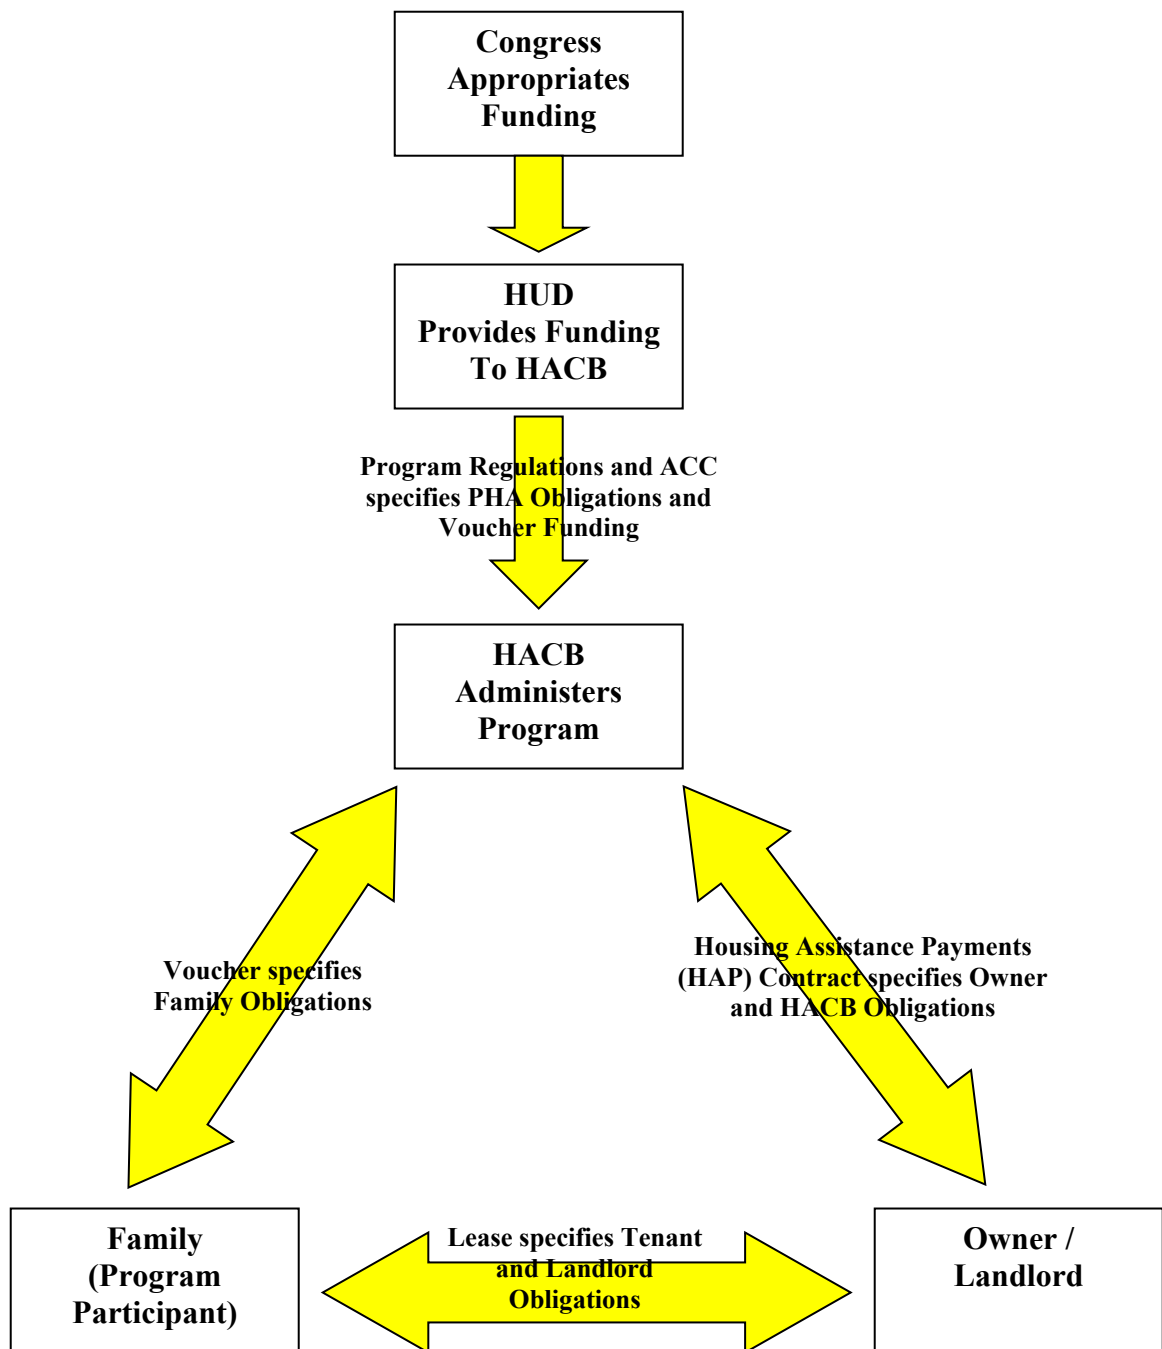 Congress
Appropriates
Funding
HUD
Provides Funding
To HACB
Program Regulations and ACC
specifies PHA Obligations and
Voucher Funding
HACB
Administers
Program
Voucher specifies
Family Obligations
Housing Assistance Payments
(HAP) Contract specifies Owner
and HACB Obligations
Family
(Program
Participant)
Lease specifies Tenant
and Landlord
Obligations
Owner /
Landlord